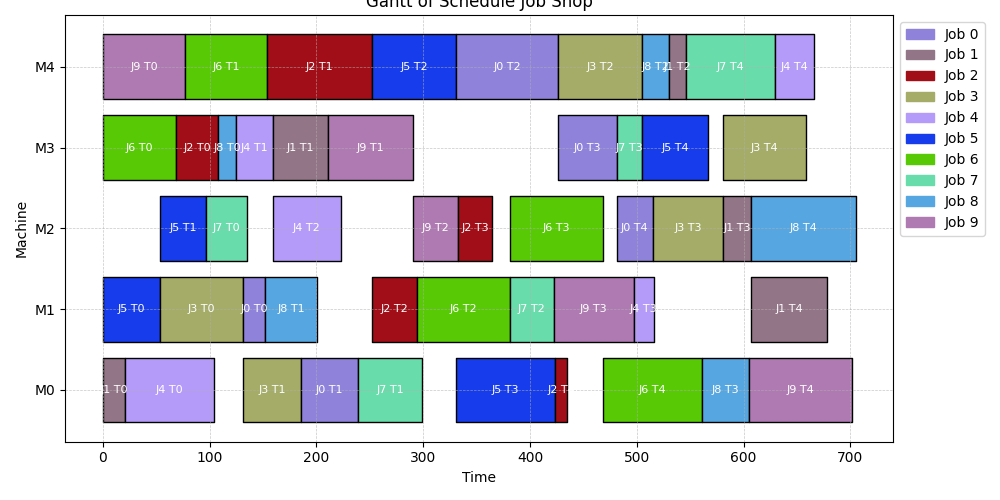 Gantt of Schedule Job Shop
M4
J9 T0 J6 T1 J2 T1 J5 T2 J0 T2 J3 T2 J8 T2 J1 T2 J7 T4 J4 T4
M3
J6 T0 J2 T0 J8 T0 J4 T1 J1 T1 J9 T1 J0 T3 J7 T3 J5 T4 J3 T4
M2
J5 T1 J7 T0 J4 T2 J9 T2 J2 T3 J6 T3 J0 T4 J3 T3 J1 T3 J8 T4
M1
J5 T0 J3 T0 J0 T0 J8 T1 J2 T2 J6 T2 J7 T2 J9 T3 J4 T3 J1 T4
M0
1 T0 J4 T0 J3 T1 J0 T1 J7 T1 J5 T3 J2 T J6 T4 J8 T3 J9 T4
0 100 200 300 400 500 600 700
Time
Machine
Job 0
Job 1
Job 2
Job 3
Job 4
Job 5
Job 6
Job 7
Job 8
Job 9